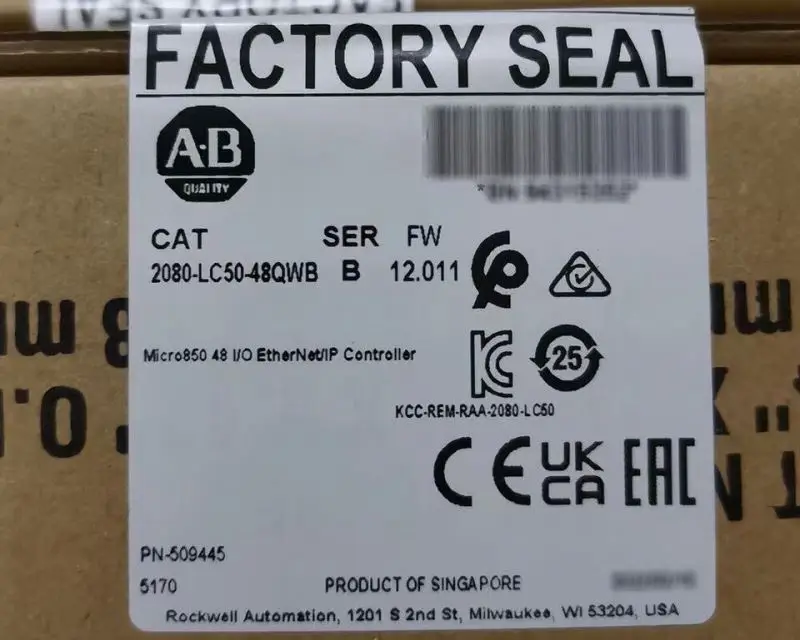 FACTORY SEAL
A·B
QUALITY
CAT SER FW
2080-LC50-48QWB B 12.011
Micro850 48 I/O EtherNet/IP Controller
25
KCC-REM-RAA-2080-LC50
CE UK CA EAC
PN-509445
5170 PRODUCT OF SINGAPORE
Rockwell Automation, 1201 S 2nd St, Milwaukee, WI 53204, USA